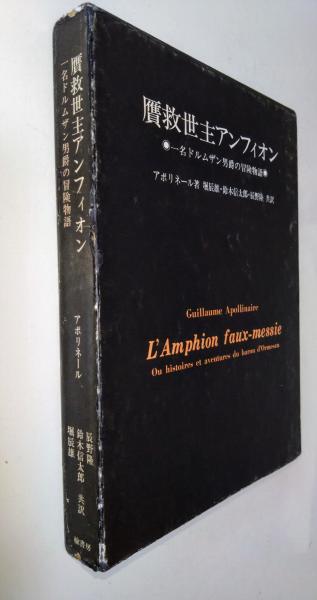 贋救世主アンフィオン
一名ドルムザン男爵の冒険物語
アポリネール
辰野隆
鈴木信太郎 共訳
堀辰雄
贋救世主アンフィオン
●一名ドルムザン男爵の冒険物語●
アポリネール著 堀辰雄・鈴木信太郎・辰野隆 共訳
Guillaume Apollinaire
L'Amphion faux-messie
Ou histoires et aventures du baron d'Ormesan